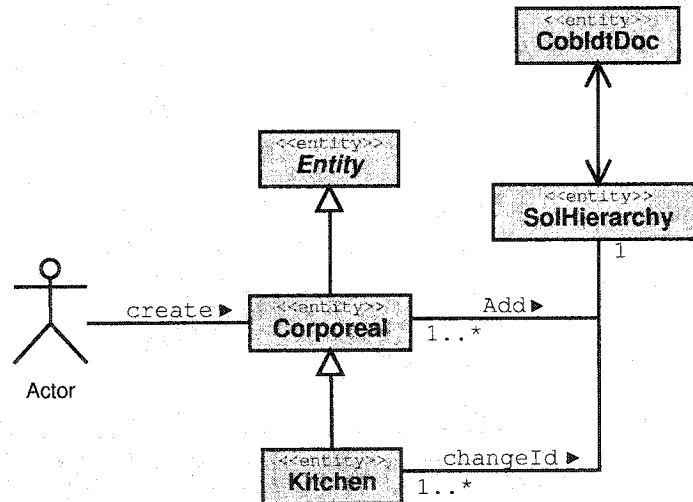 <<entity>>
CobIdtDoc
<<entity>>
Entity
<<entity>>
SolHierarchy
1
create
<<entity>>
Corporeal
Add
1..*
Actor
<<entity>>
Kitchen
changeId
1..*